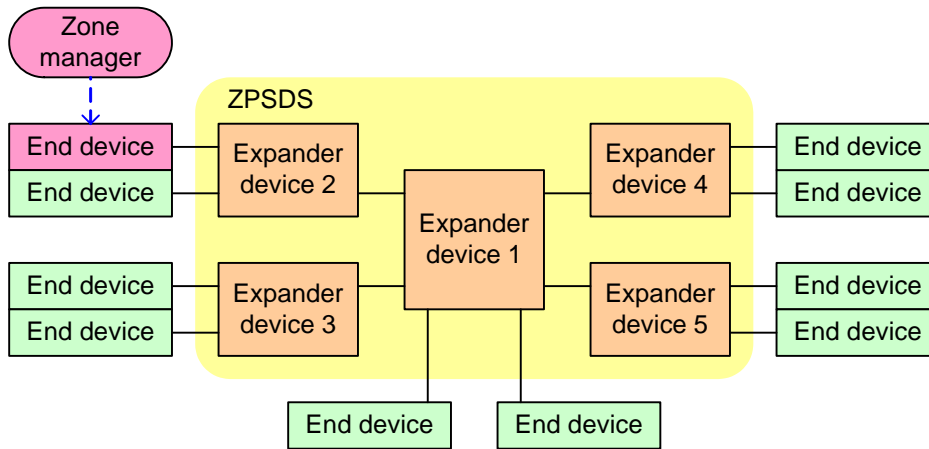 Zone
manager
ZPSDS
End device
End device
Expander
device 2
Expander
device 4
End device
End device
Expander
device 1
End device
End device
Expander
device 3
Expander
device 5
End device
End device
End device
End device